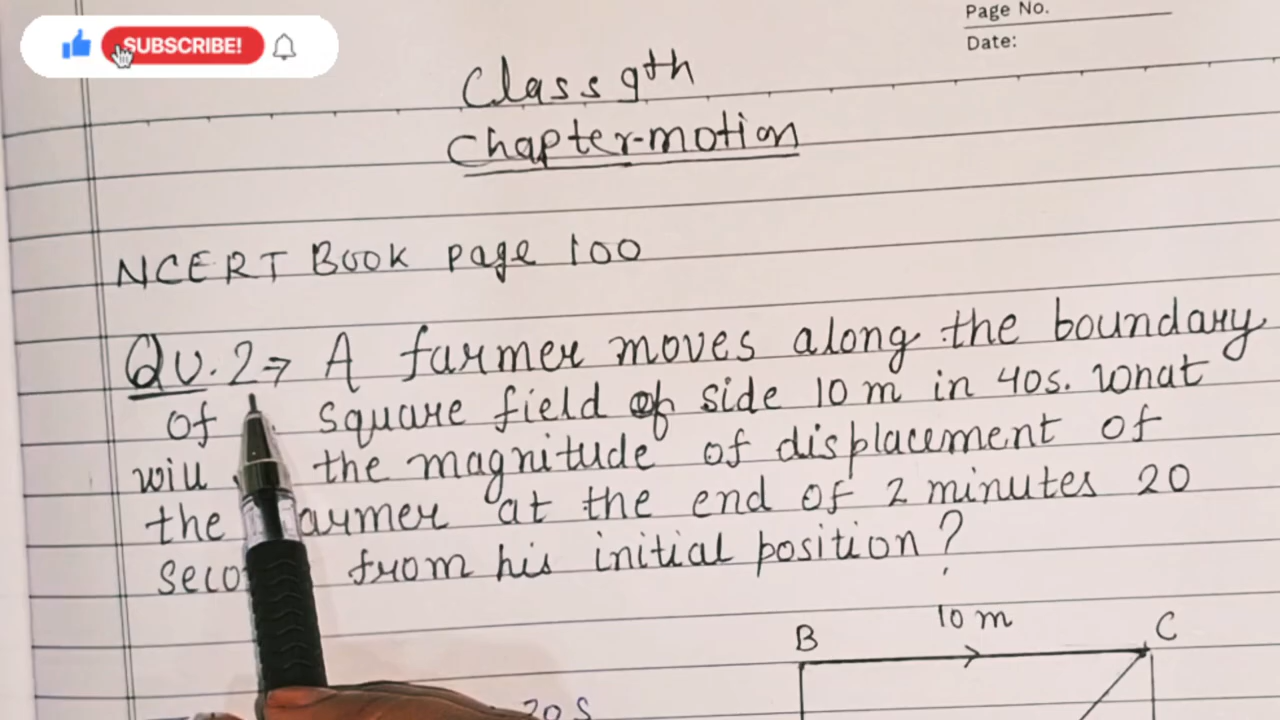 Page No.
Date:
SUBSCRIBE!
Class 9th
Chapter-motion
NCERT Book page 100
QU.2⇒ A farmer moves along the boundary
of square field of side 10 m in 40s. What
will the magnitude of displacement of
the farmer at the end of 2 minutes 20
seco from his initial position?
10 m
B C
20 S